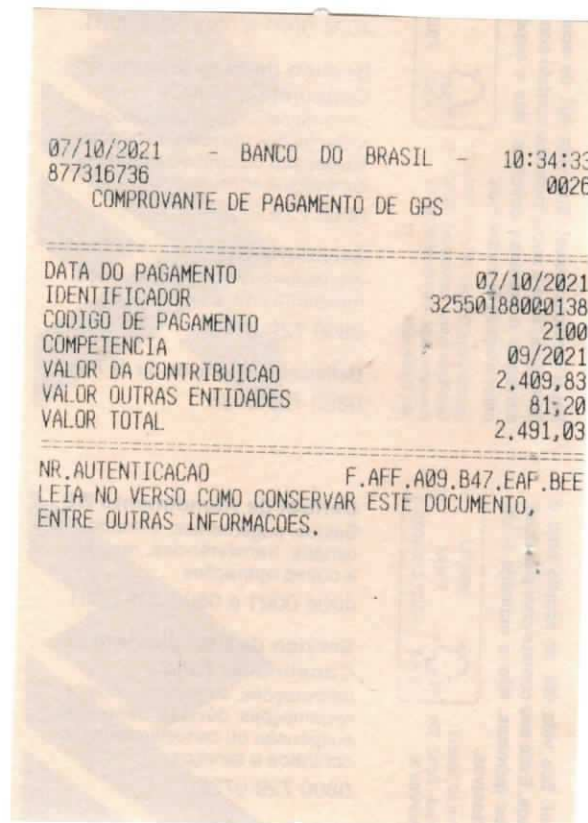 07/10/2021 - BANCO DO BRASIL - 10:34:33
877316736 0026
COMPROVANTE DE PAGAMENTO DE GPS
DATA DO PAGAMENTO 07/10/2021
IDENTIFICADOR 32550188000138
CODIGO DE PAGAMENTO 2100
COMPETENCIA 09/2021
VALOR DA CONTRIBUICAO 2.409,83
VALOR OUTRAS ENTIDADES 81,20
VALOR TOTAL 2.491,03
NR.AUTENTICACAO F.AFF.A09.B47.EAF.BEE
LEIA NO VERSO COMO CONSERVAR ESTE DOCUMENTO,
ENTRE OUTRAS INFORMACOES.